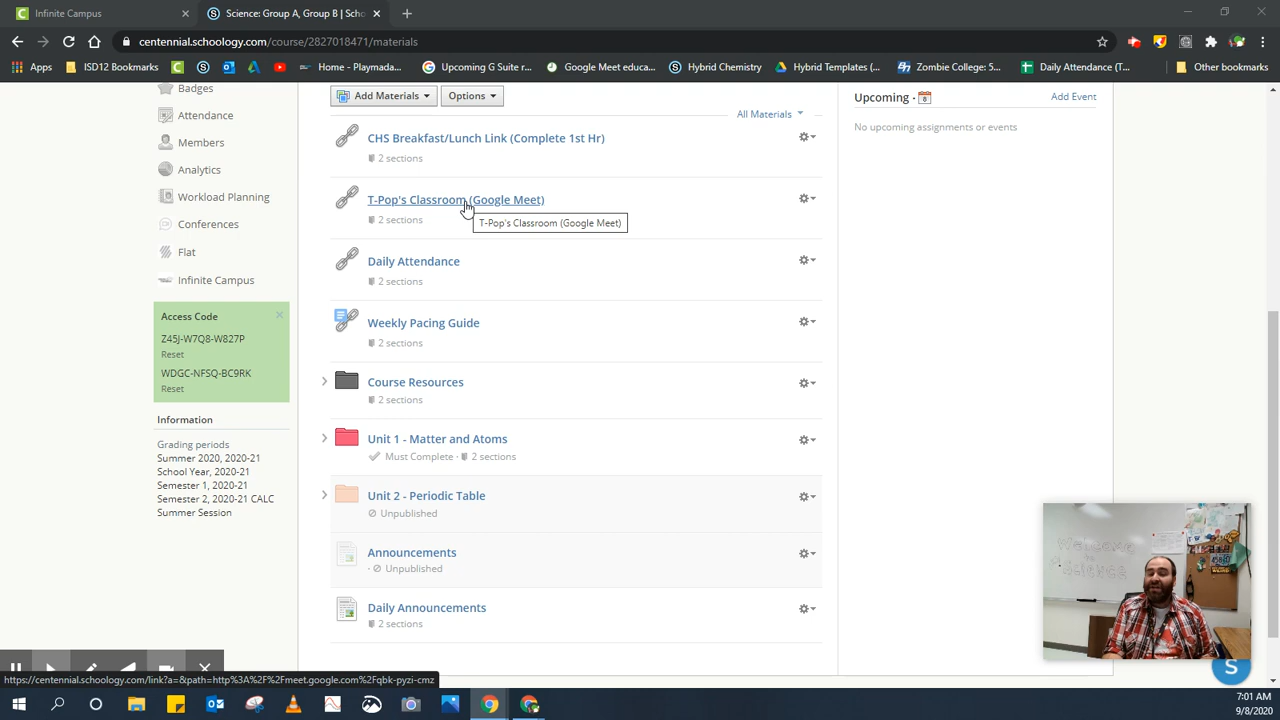 Infinite Campus
Science: Group A, Group B | Scho
centennial.schoology.com/course/2827018471/materials
Apps
ISD12 Bookmarks
Home - Playmada...
Upcoming G Suite r...
Google Meet educa...
Hybrid Chemistry
Hybrid Templates (...
Zombie College: 5...
Daily Attendance (T...
Other bookmarks
Badges
Attendance
Members
Analytics
Workload Planning
Conferences
Flat
Infinite Campus
Access Code
Z45J-W7Q8-W827P
Reset
WDGC-NFSQ-BC9RK
Reset
Information
Grading periods
Summer 2020, 2020-21
School Year, 2020-21
Semester 1, 2020-21
Semester 2, 2020-21 CALC
Summer Session
Add Materials
Options
All Materials
CHS Breakfast/Lunch Link (Complete 1st Hr)
2 sections
T-Pop's Classroom (Google Meet)
2 sections
T-Pop's Classroom (Google Meet)
Daily Attendance
2 sections
Weekly Pacing Guide
2 sections
Course Resources
2 sections
Unit 1 - Matter and Atoms
Must Complete · 2 sections
Unit 2 - Periodic Table
Unpublished
Announcements
· Unpublished
Daily Announcements
2 sections
Upcoming ·
Add Event
No upcoming assignments or events
Welcome
to
Science
S
https://centennial.schoology.com/link?a=&path=http%3A%2F%2Fmeet.google.com%2Fqbk-pyzi-cmz
7:01 AM
9/8/2020